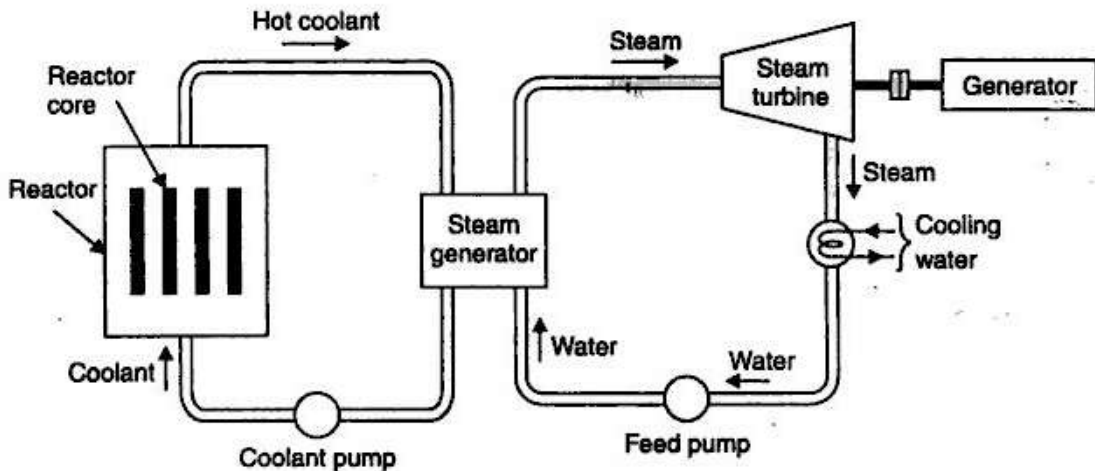 Hot coolant
Steam
Reactor
core
Steam
turbine
Generator
Reactor
Steam
Steam
generator
Cooling
water
Coolant
Water
Water
Coolant pump
Feed pump